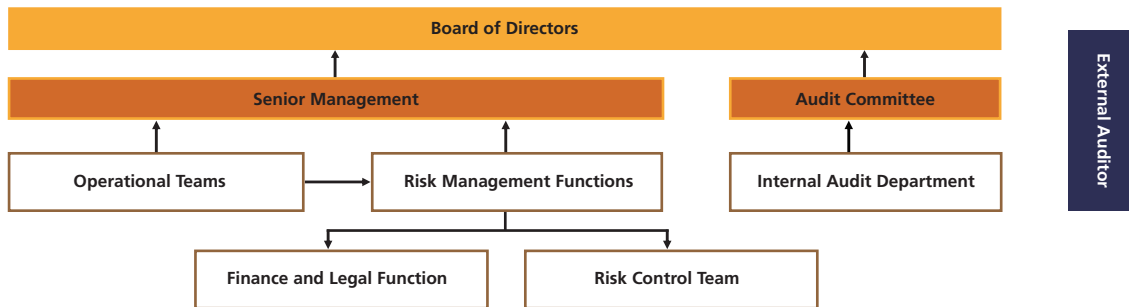 Board of Directors
Senior Management
Audit Committee
External Auditor
Operational Teams
Risk Management Functions
Internal Audit Department
Finance and Legal Function
Risk Control Team